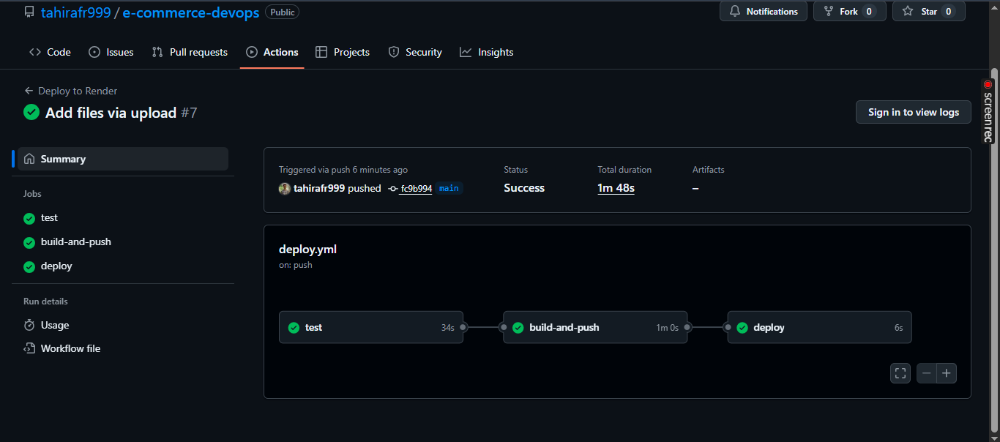 tahirafr999 / e-commerce-devops Public
Notifications Fork 0 Star 0
Code Issues Pull requests Actions Projects Security Insights
← Deploy to Render
Add files via upload #7
Sign in to view logs
screenrec
Summary
Jobs
test
build-and-push
deploy
Run details
Usage
Workflow file
Triggered via push 6 minutes ago
tahirafr999 pushed fc9b994 main
Status
Success
Total duration
1m 48s
Artifacts
–
deploy.yml
on: push
test 34s
build-and-push 1m 0s
deploy 6s